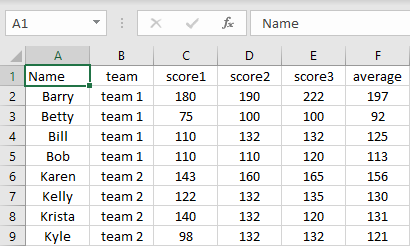 A1 fx Name
A B C D E F
1 Name team score1 score2 score3 average
2 Barry team 1 180 190 222 197
3 Betty team 1 75 100 100 92
4 Bill team 1 110 132 132 125
5 Bob team 1 110 110 120 113
6 Karen team 2 143 160 165 156
7 Kelly team 2 122 132 135 130
8 Krista team 2 140 132 120 131
9 Kyle team 2 98 132 132 121